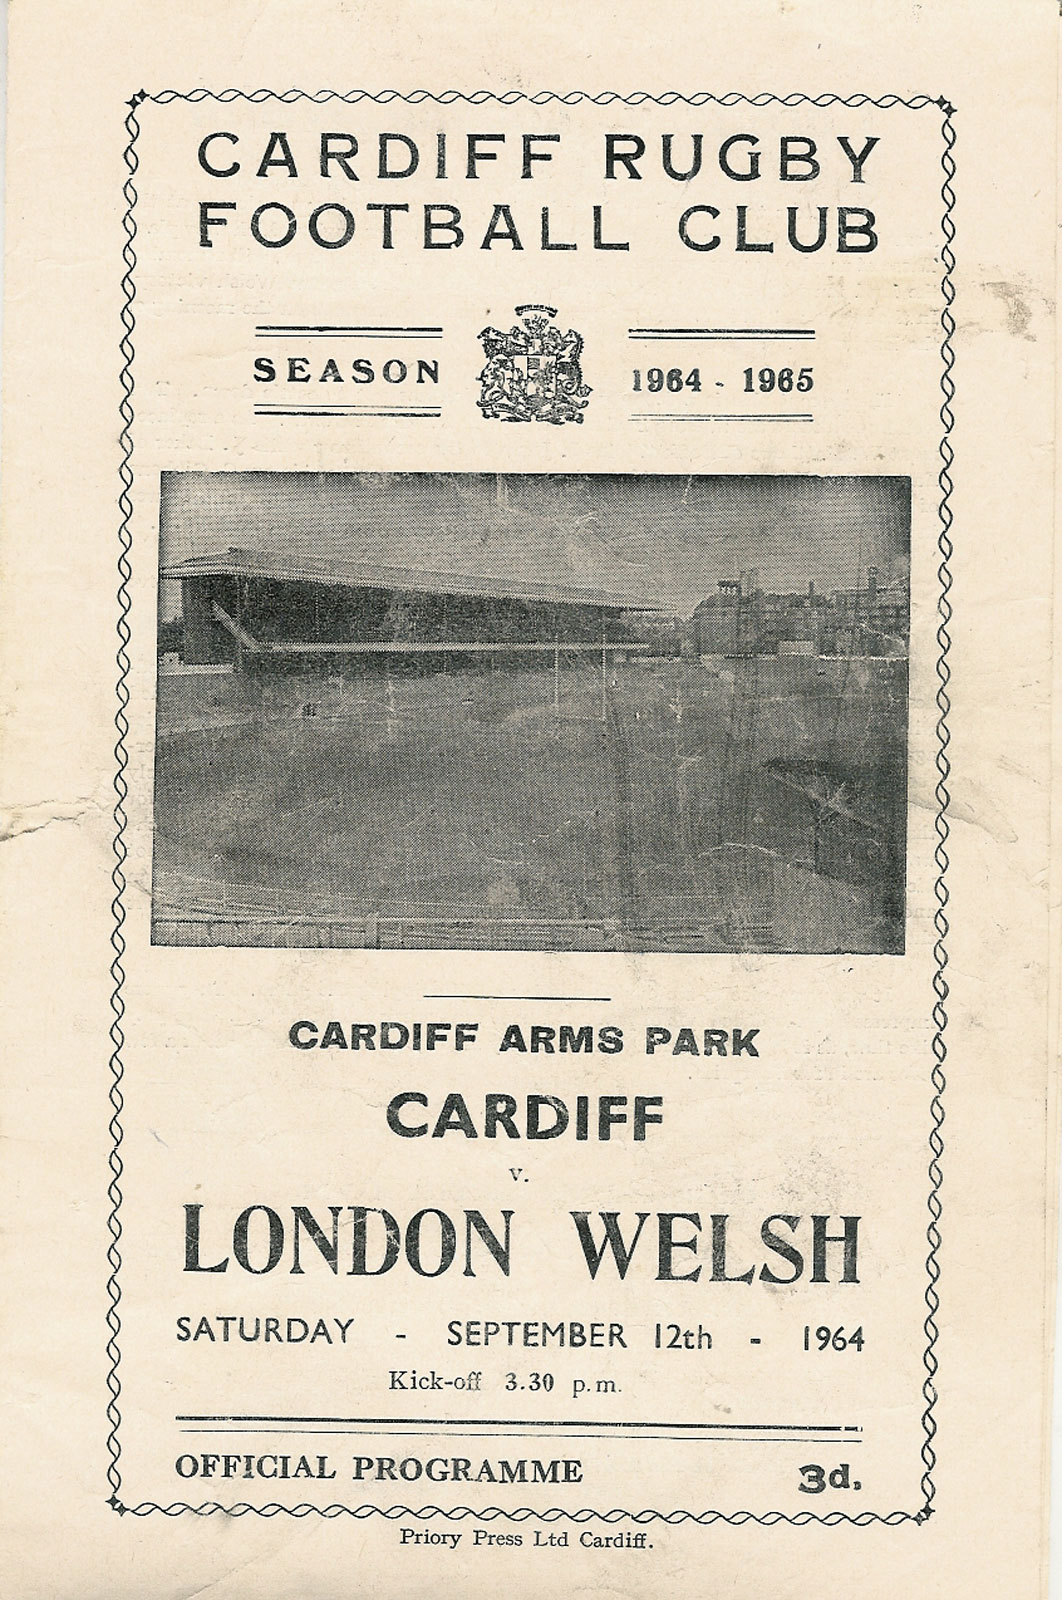 CARDIFF RUGBY
FOOTBALL CLUB
SEASON 1964 - 1965
CARDIFF ARMS PARK
CARDIFF
v.
LONDON WELSH
SATURDAY - SEPTEMBER 12th - 1964
Kick-off 3.30 p.m.
OFFICIAL PROGRAMME 3d.
Priory Press Ltd Cardiff.